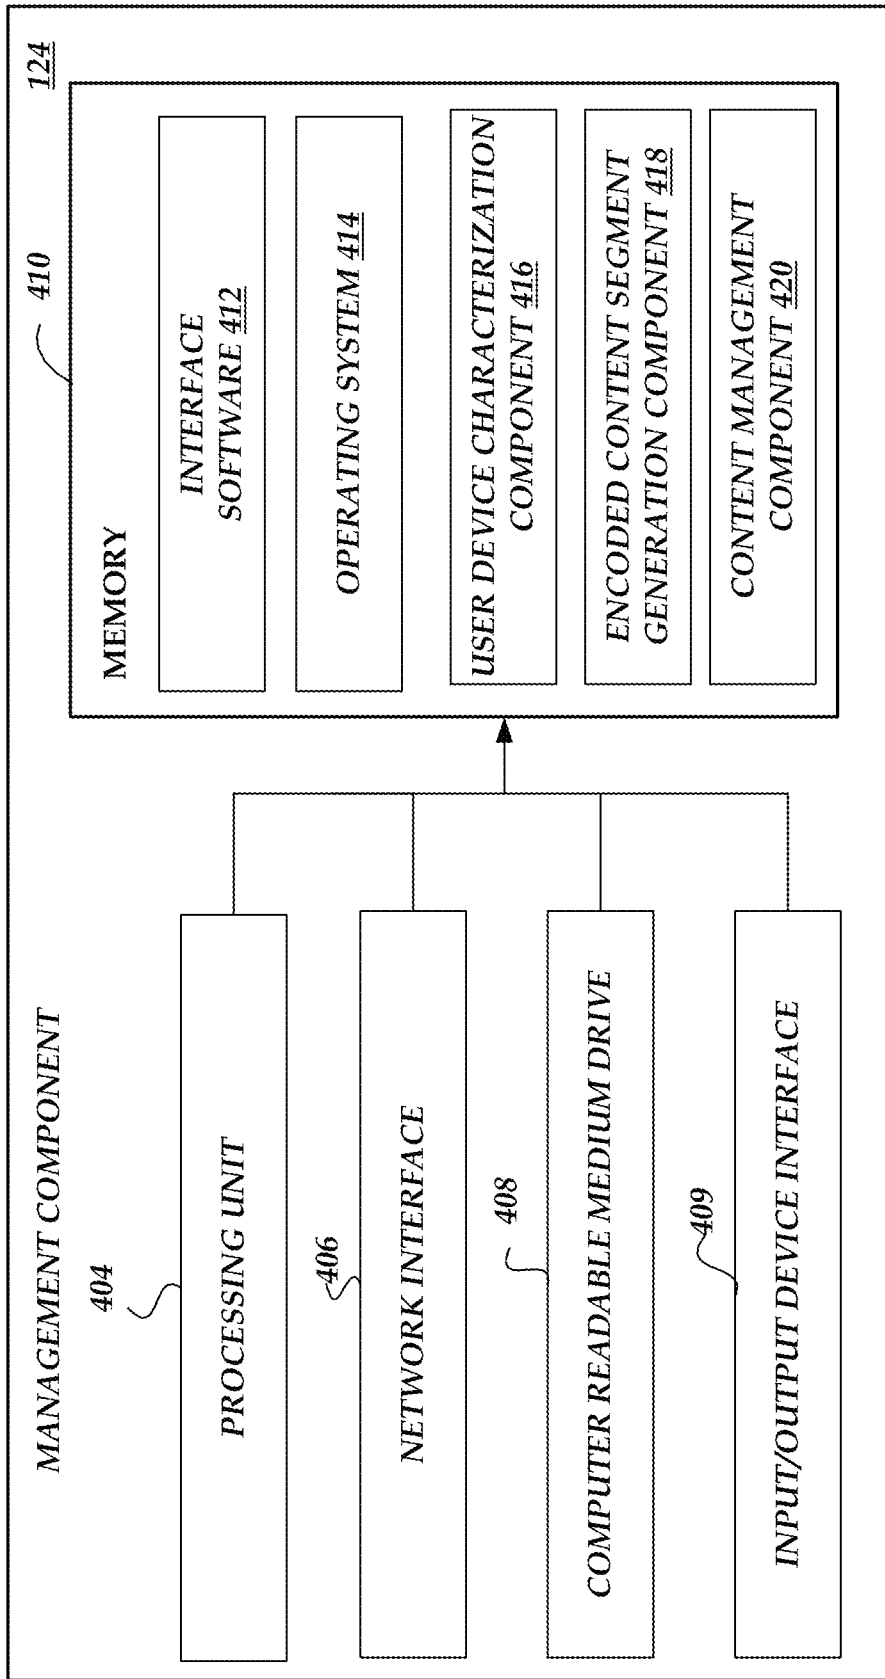 MANAGEMENT COMPONENT
124
404
PROCESSING UNIT
406
NETWORK INTERFACE
408
COMPUTER READABLE MEDIUM DRIVE
409
INPUT/OUTPUT DEVICE INTERFACE
410
MEMORY
INTERFACE
SOFTWARE 412
OPERATING SYSTEM 414
USER DEVICE CHARACTERIZATION
COMPONENT 416
ENCODED CONTENT SEGMENT
GENERATION COMPONENT 418
CONTENT MANAGEMENT
COMPONENT 420